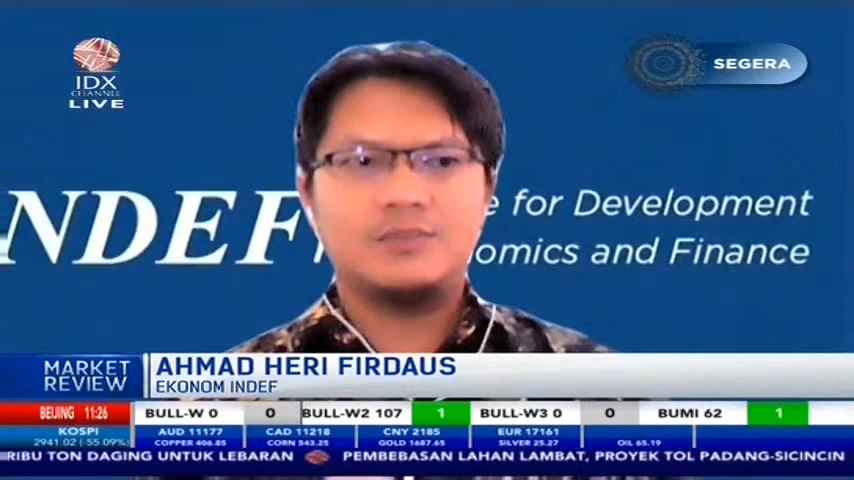 IDX
CHANNEL
LIVE
SEGERA
NDEF
e for Development
omics and Finance
MARKET
REVIEW
AHMAD HERI FIRDAUS
EKONOM INDEF
BEIJING 11:26
BULL-W 0 0 BULL-W2 107 1 BULL-W3 0 0 BUMI 62 1
KOSPI
2941.02 (-55.09%)
AUD 11177 CAD 11218 CNY 2185 EUR 17161
COPPER 406.85 CORN 543.25 GOLD 1687.65 SILVER 25.27 OIL 65.19
RIBU TON DAGING UNTUK LEBARAN PEMBEBASAN LAHAN LAMBAT, PROYEK TOL PADANG-SICINCIN